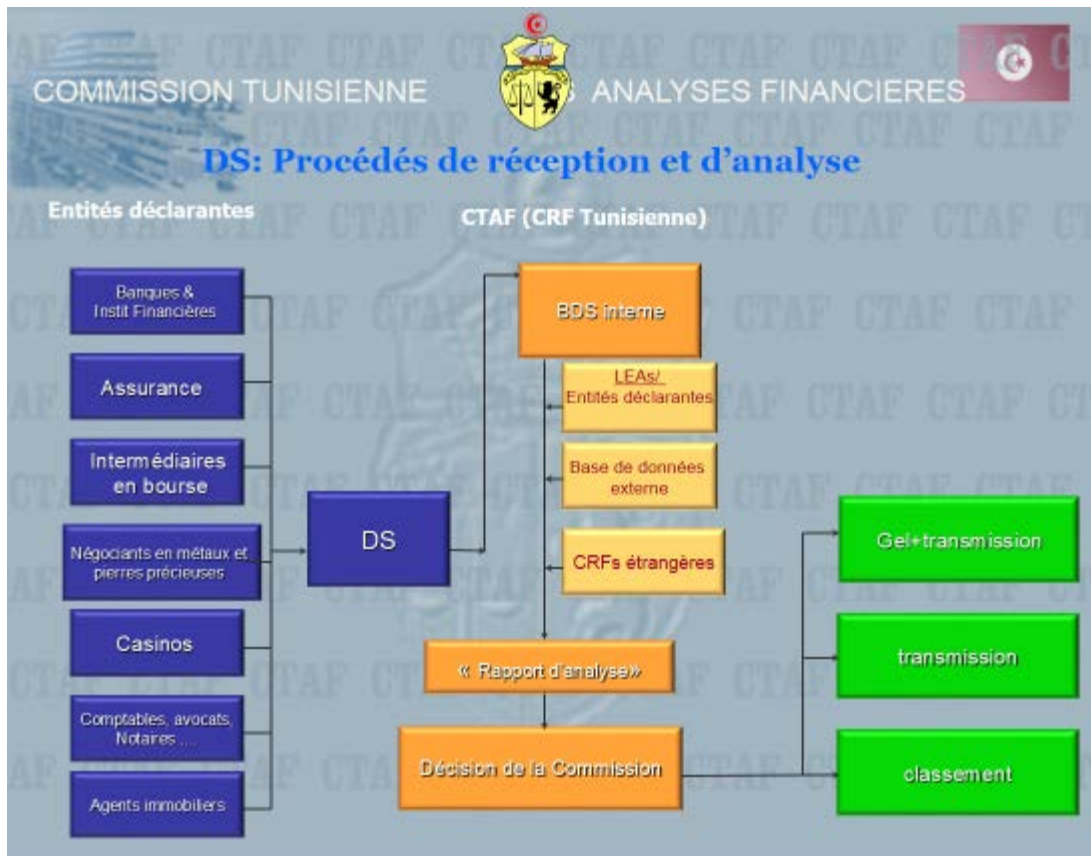 COMMISSION TUNISIENNE S ANALYSES FINANCIERES
DS: Procédés de réception et d'analyse
Entités déclarantes
CTAF (CRF Tunisienne)
Banques &
Instit Financières
Assurance
Intermédiaires
en bourse
Négociants en métaux et
pierres précieuses
Casinos
Comptables, avocats,
Notaires ....
Agents immobiliers
DS
BDS interne
LEAs/
Entités déclarantes
Base de données
externe
CRFs étrangères
« Rapport d'analyse»
Décision de la Commission
Gel+transmission
transmission
classement